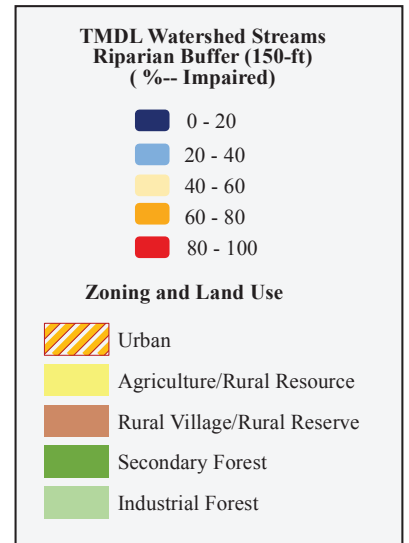 TMDL Watershed Streams
Riparian Buffer (150-ft)
( %-- Impaired)
0 - 20
20 - 40
40 - 60
60 - 80
80 - 100
Zoning and Land Use
Urban
Agriculture/Rural Resource
Rural Village/Rural Reserve
Secondary Forest
Industrial Forest